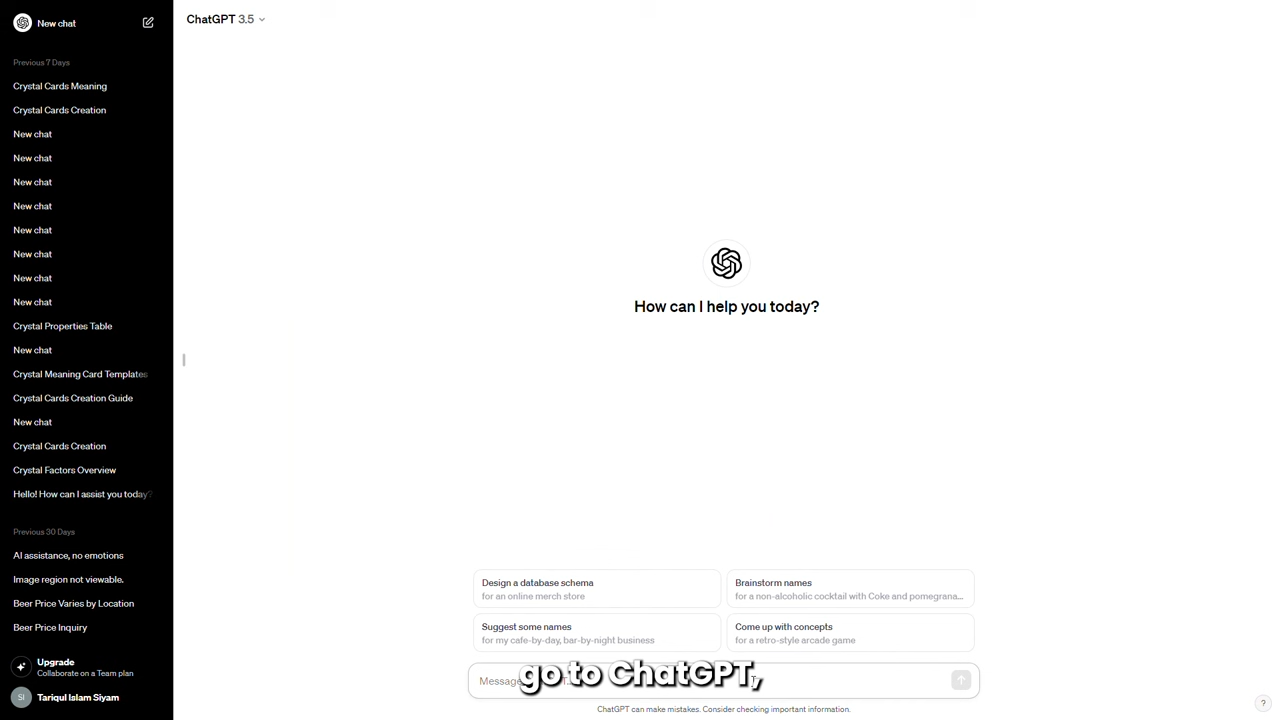 New chat
ChatGPT 3.5
Previous 7 Days
Crystal Cards Meaning
Crystal Cards Creation
New chat
New chat
New chat
New chat
New chat
New chat
New chat
New chat
Crystal Properties Table
New chat
Crystal Meaning Card Templates
Crystal Cards Creation Guide
New chat
Crystal Cards Creation
Crystal Factors Overview
Hello! How can I assist you today?
Previous 30 Days
AI assistance, no emotions
Image region not viewable.
Beer Price Varies by Location
Beer Price Inquiry
Upgrade
Collaborate on a Team plan
SI
Tariqul Islam Siyam
How can I help you today?
Design a database schema
for an online merch store
Brainstorm names
for a non-alcoholic cocktail with Coke and pomegrana...
Suggest some names
for my cafe-by-day, bar-by-night business
Come up with concepts
for a retro-style arcade game
Message
go to ChatGPT,
ChatGPT can make mistakes. Consider checking important information.
?